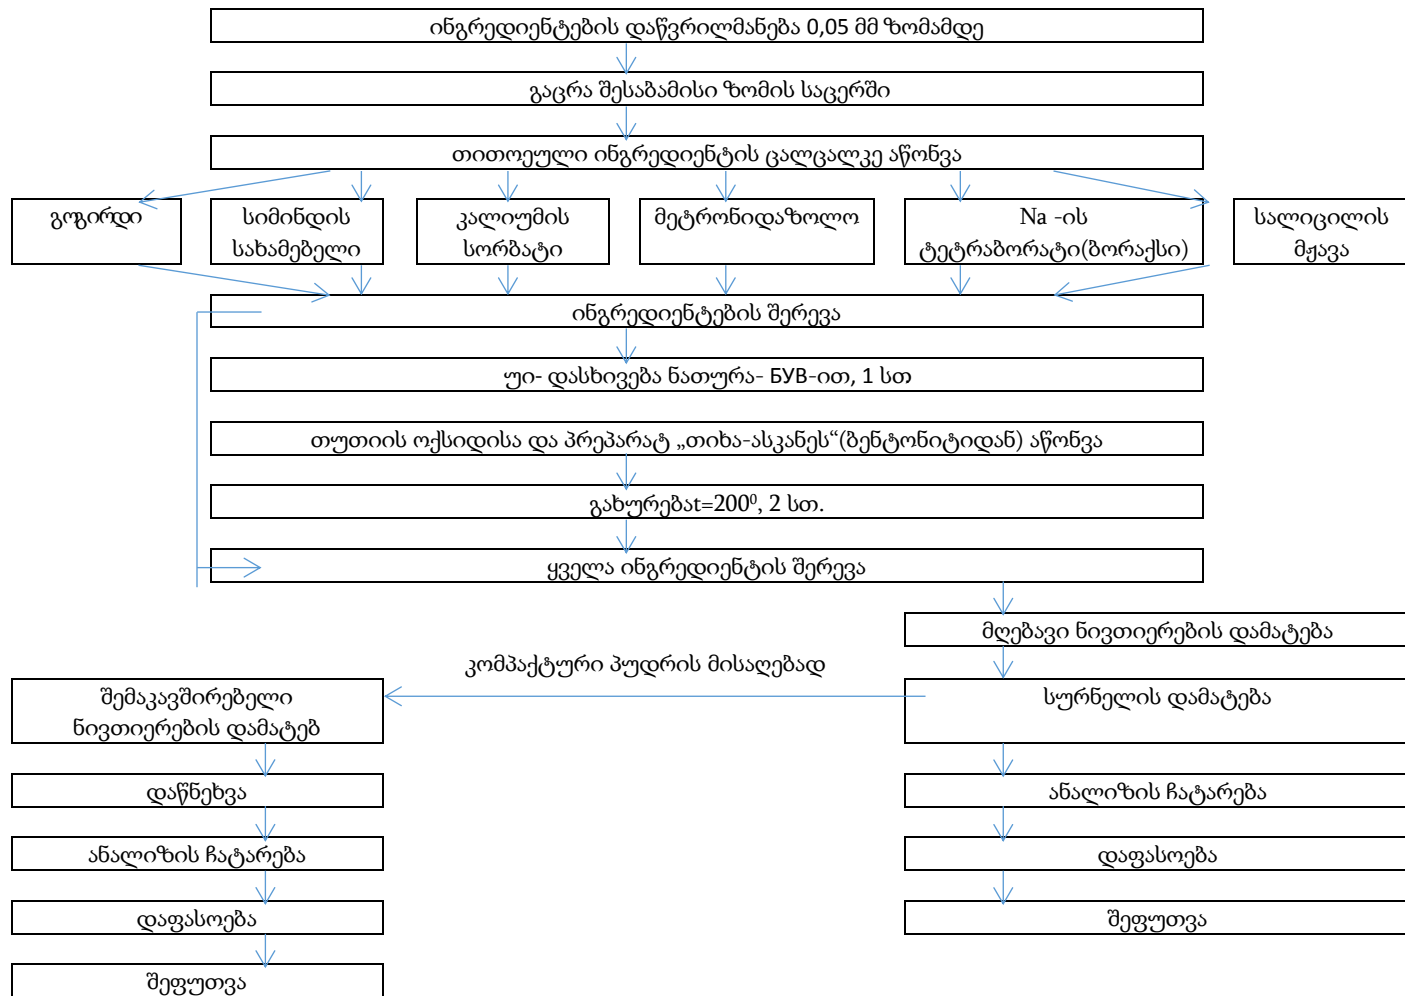 ინგრედიენტების დაწვრილმანება 0,05 მმ ზომამდე
გაცრა შესაბამისი ზომის საცერში
თითოეული ინგრედიენტის ცალცალკე აწონვა
გოგირდი
სიმინდის
სახამებელი
კალიუმის
სორბატი
მეტრონიდაზოლო
Na -ის
ტეტრაბორატი(ბორაქსი)
სალიცილის
მჟავა
ინგრედიენტების შერევა
უი- დასხივება ნათურა- БУВ-ით, 1 სთ
თუთიის ოქსიდისა და პრეპარატ „თიხა-ასკანეს“(ბენტონიტიდან) აწონვა
გახურებაt=200⁰, 2 სთ.
ყველა ინგრედიენტის შერევა
მღებავი ნივთიერების დამატება
კომპაქტური პუდრის მისაღებად
შემაკავშირებელი
ნივთიერების დამატებ
სურნელის დამატება
დაწნეხვა
ანალიზის ჩატარება
ანალიზის ჩატარება
დაფასოება
დაფასოება
შეფუთვა
შეფუთვა